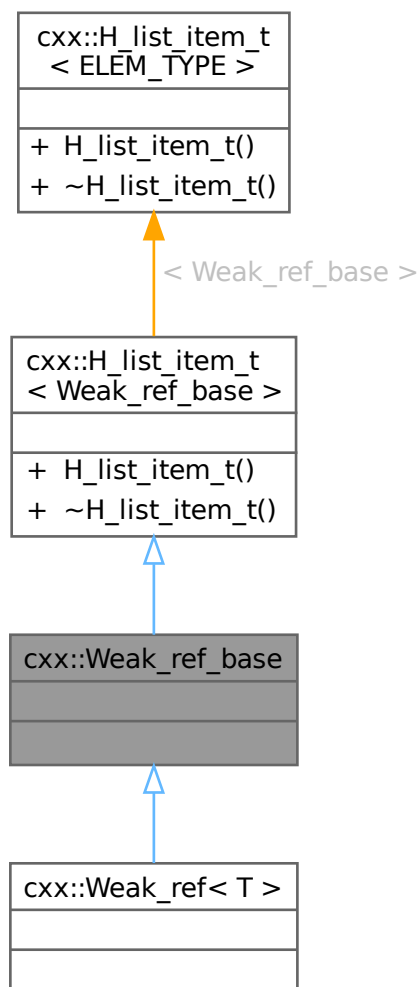 cxx::H_list_item_t
< ELEM_TYPE >
+ H_list_item_t()
+ ~H_list_item_t()
< Weak_ref_base >
cxx::H_list_item_t
< Weak_ref_base >
+ H_list_item_t()
+ ~H_list_item_t()
cxx::Weak_ref_base
cxx::Weak_ref< T >